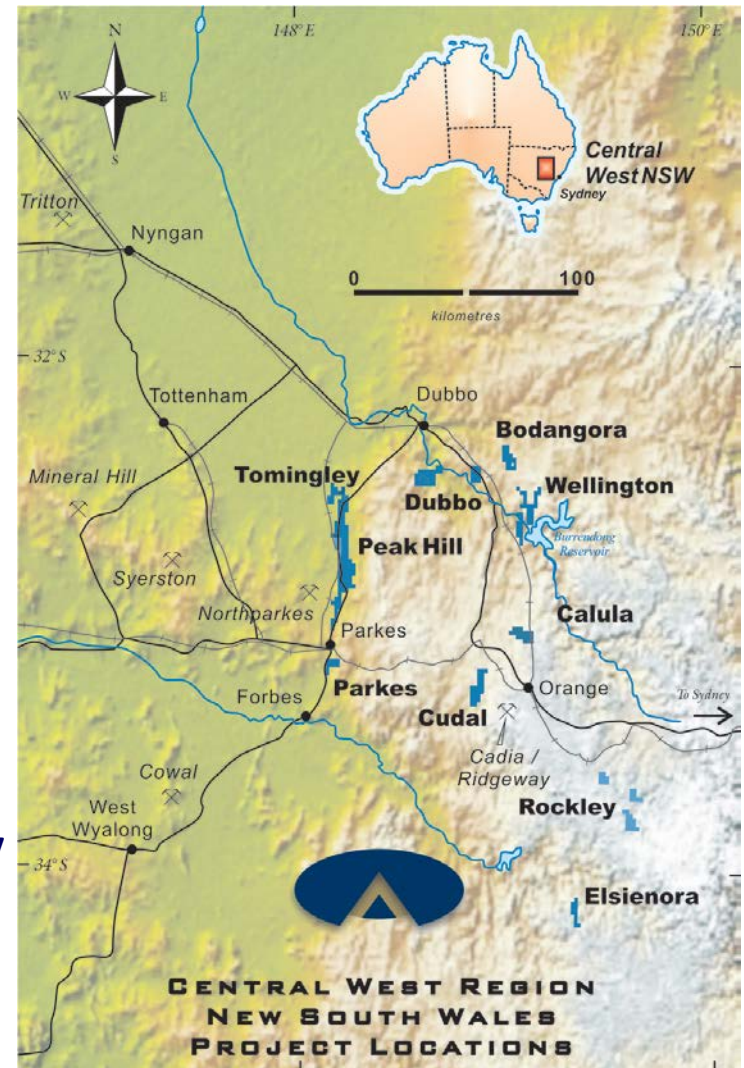 148°E
150°E
N
W
E
S
Central
West NSW
Sydney
Tritton
Nyngan
0
100
kilometres
32°S
Tottenham
Dubbo
Bodangora
Mineral Hill
Tomingley
Dubbo
Wellington
Peak Hill
Burrendong
Reservoir
Syerston
Northparkes
Calula
Parkes
Parkes
Orange
To Sydney
Forbes
Cudal
Cadia /
Ridgeway
Cowal
Rockley
West
Wyalong
34°S
Elsienora
CENTRAL WEST REGION
NEW SOUTH WALES
PROJECT LOCATIONS